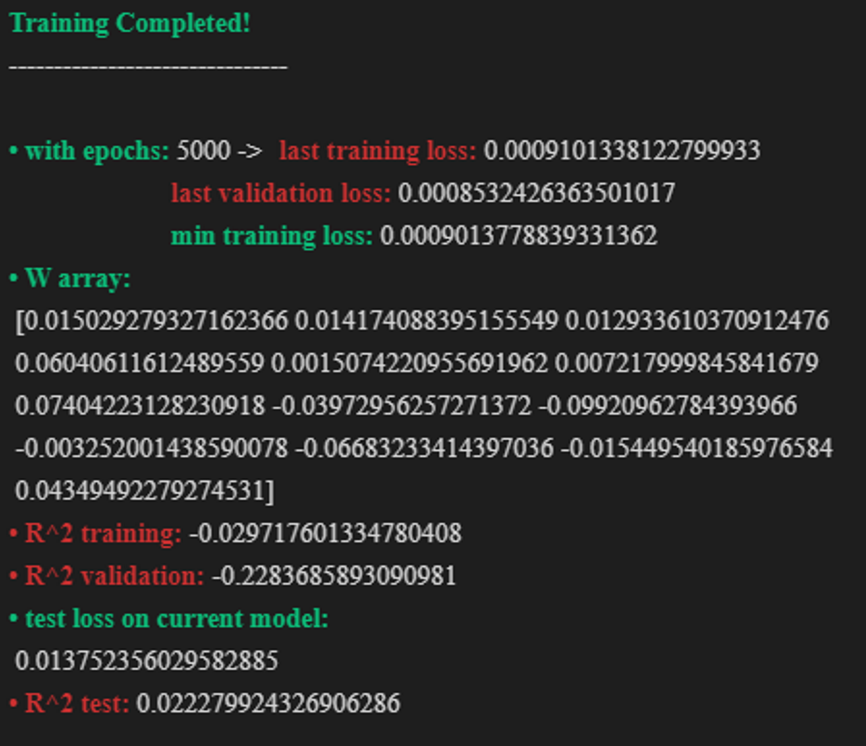 Training Completed!
-------------------------------
• with epochs: 5000 -> last training loss: 0.0009101338122799933
last validation loss: 0.0008532426363501017
min training loss: 0.0009013778839331362
• W array:
[0.015029279327162366 0.014174088395155549 0.012933610370912476
0.06040611612489559 0.0015074220955691962 0.007217999845841679
0.07404223128230918 -0.03972956257271372 -0.09920962784393966
-0.003252001438590078 -0.06683233414397036 -0.015449540185976584
0.04349492279274531]
• R^2 training: -0.029717601334780408
• R^2 validation: -0.2283685893090981
• test loss on current model:
0.013752356029582885
• R^2 test: 0.022279924326906286